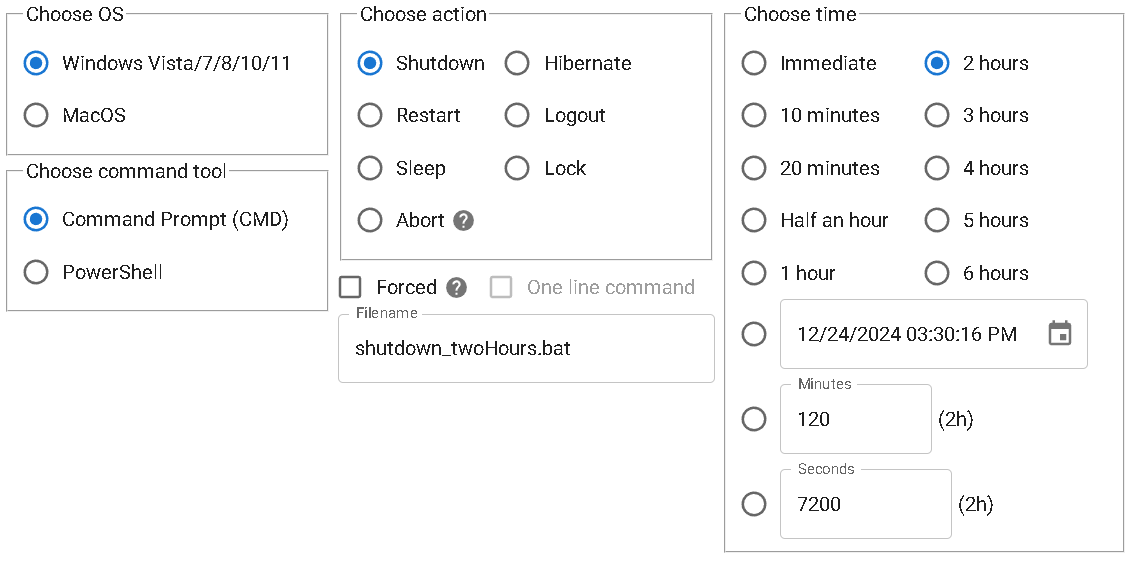 Choose OS
Windows Vista/7/8/10/11
MacOS
Choose command tool
Command Prompt (CMD)
PowerShell
Choose action
Shutdown
Hibernate
Restart
Logout
Sleep
Lock
Abort ?
Forced ?
One line command
Filename
shutdown_twoHours.bat
Choose time
Immediate
2 hours
10 minutes
3 hours
20 minutes
4 hours
Half an hour
5 hours
1 hour
6 hours
12/24/2024 03:30:16 PM
Minutes
120
(2h)
Seconds
7200
(2h)